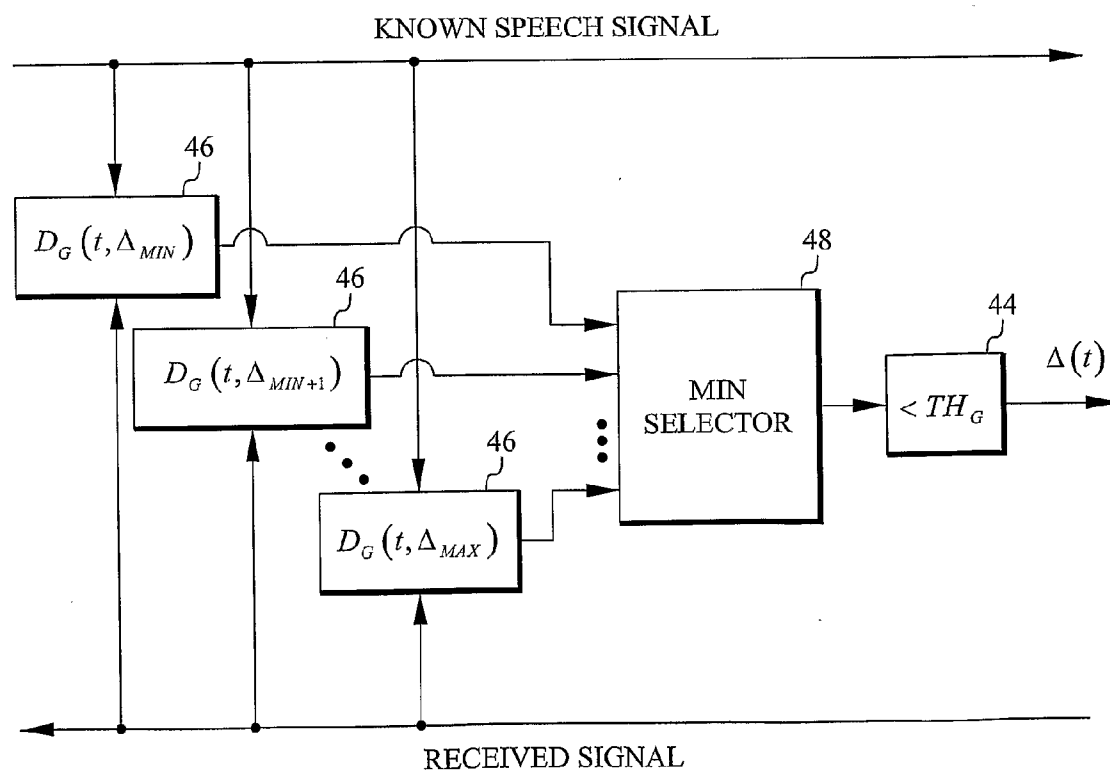 KNOWN SPEECH SIGNAL
46
D_G(t, Δ_MIN)
46
D_G(t, Δ_MIN+1)
46
D_G(t, Δ_MAX)
48
MIN
SELECTOR
44
< TH_G
Δ(t)
RECEIVED SIGNAL